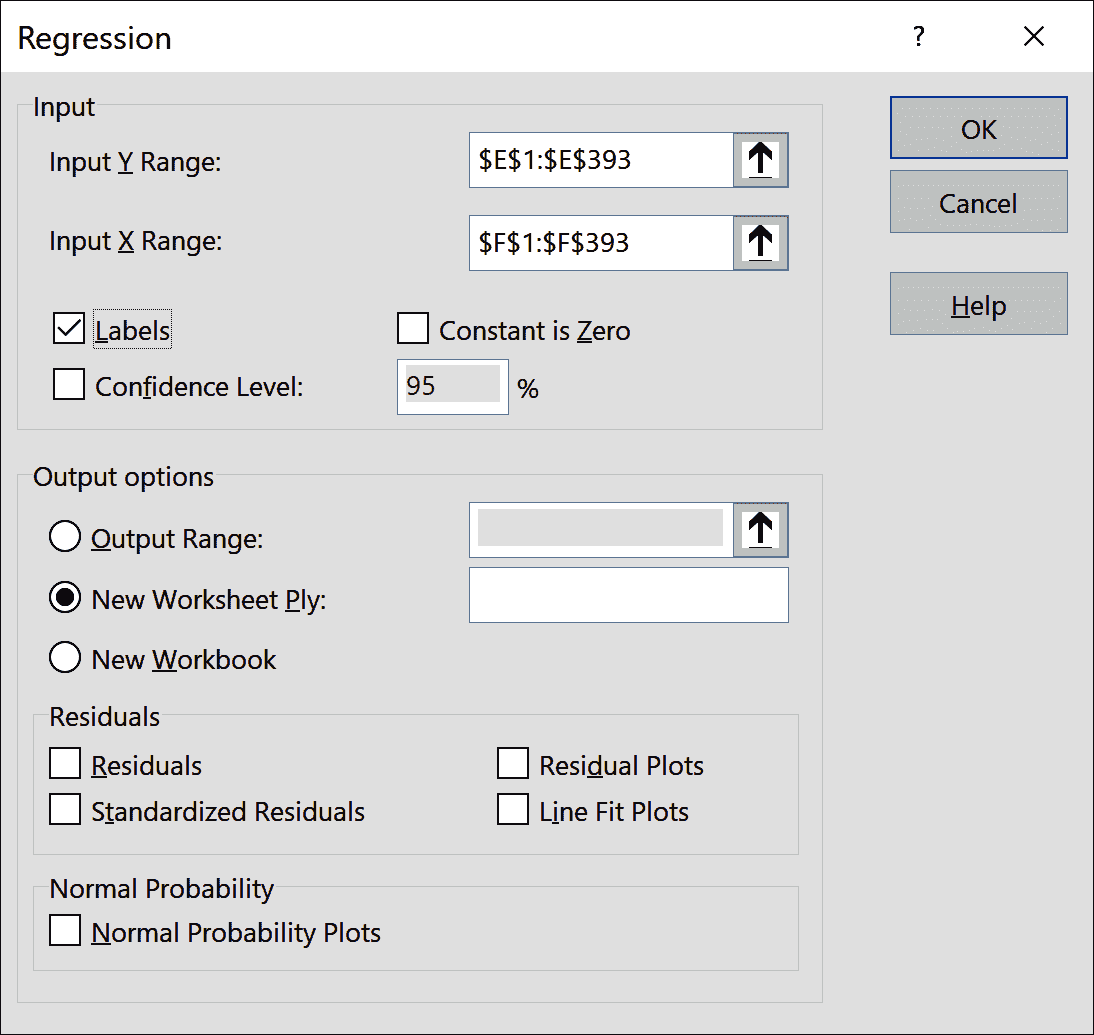 Regression ?
Input
Input Y Range: $E$1:$E$393
Input X Range: $F$1:$F$393
Labels Constant is Zero
Confidence Level: 95 %
OK
Cancel
Help
Output options
Output Range:
New Worksheet Ply:
New Workbook
Residuals
Residuals Residual Plots
Standardized Residuals Line Fit Plots
Normal Probability
Normal Probability Plots